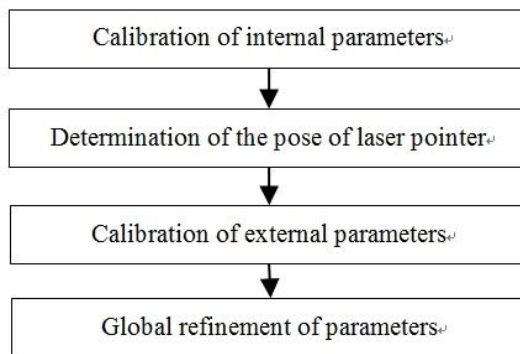 Calibration of internal parameters
Determination of the pose of laser pointer
Calibration of external parameters
Global refinement of parameters